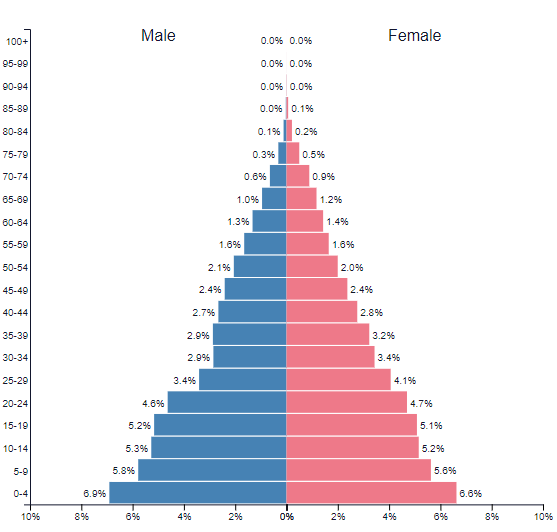 Male Female
100+ 0.0% 0.0%
95-99 0.0% 0.0%
90-94 0.0% 0.0%
85-89 0.0% 0.1%
80-84 0.1% 0.2%
75-79 0.3% 0.5%
70-74 0.6% 0.9%
65-69 1.0% 1.2%
60-64 1.3% 1.4%
55-59 1.6% 1.6%
50-54 2.1% 2.0%
45-49 2.4% 2.4%
40-44 2.7% 2.8%
35-39 2.9% 3.2%
30-34 2.9% 3.4%
25-29 3.4% 4.1%
20-24 4.6% 4.7%
15-19 5.2% 5.1%
10-14 5.3% 5.2%
5-9 5.8% 5.6%
0-4 6.9% 6.6%
10% 8% 6% 4% 2% 0% 2% 4% 6% 8% 10%